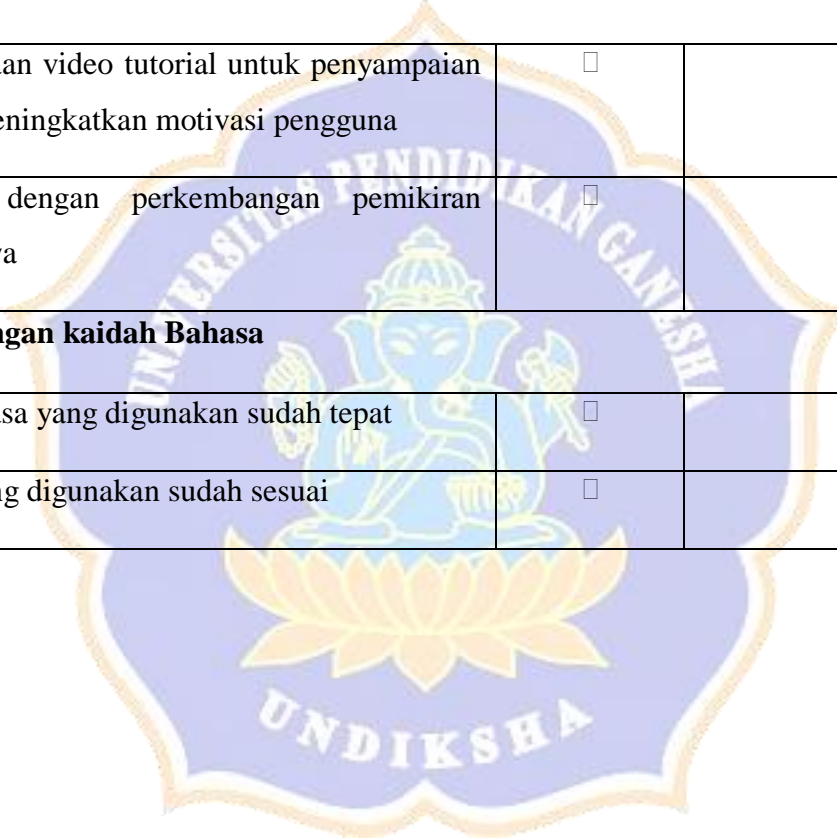 an video tutorial untuk penyampaian □
eningkatkan motivasi pengguna
dengan perkembangan pemikiran □
a
ngan kaidah Bahasa
sa yang digunakan sudah tepat □
g digunakan sudah sesuai □
UNIVERSITAS PENDIDIKAN GANESHA
UNDIKSHA